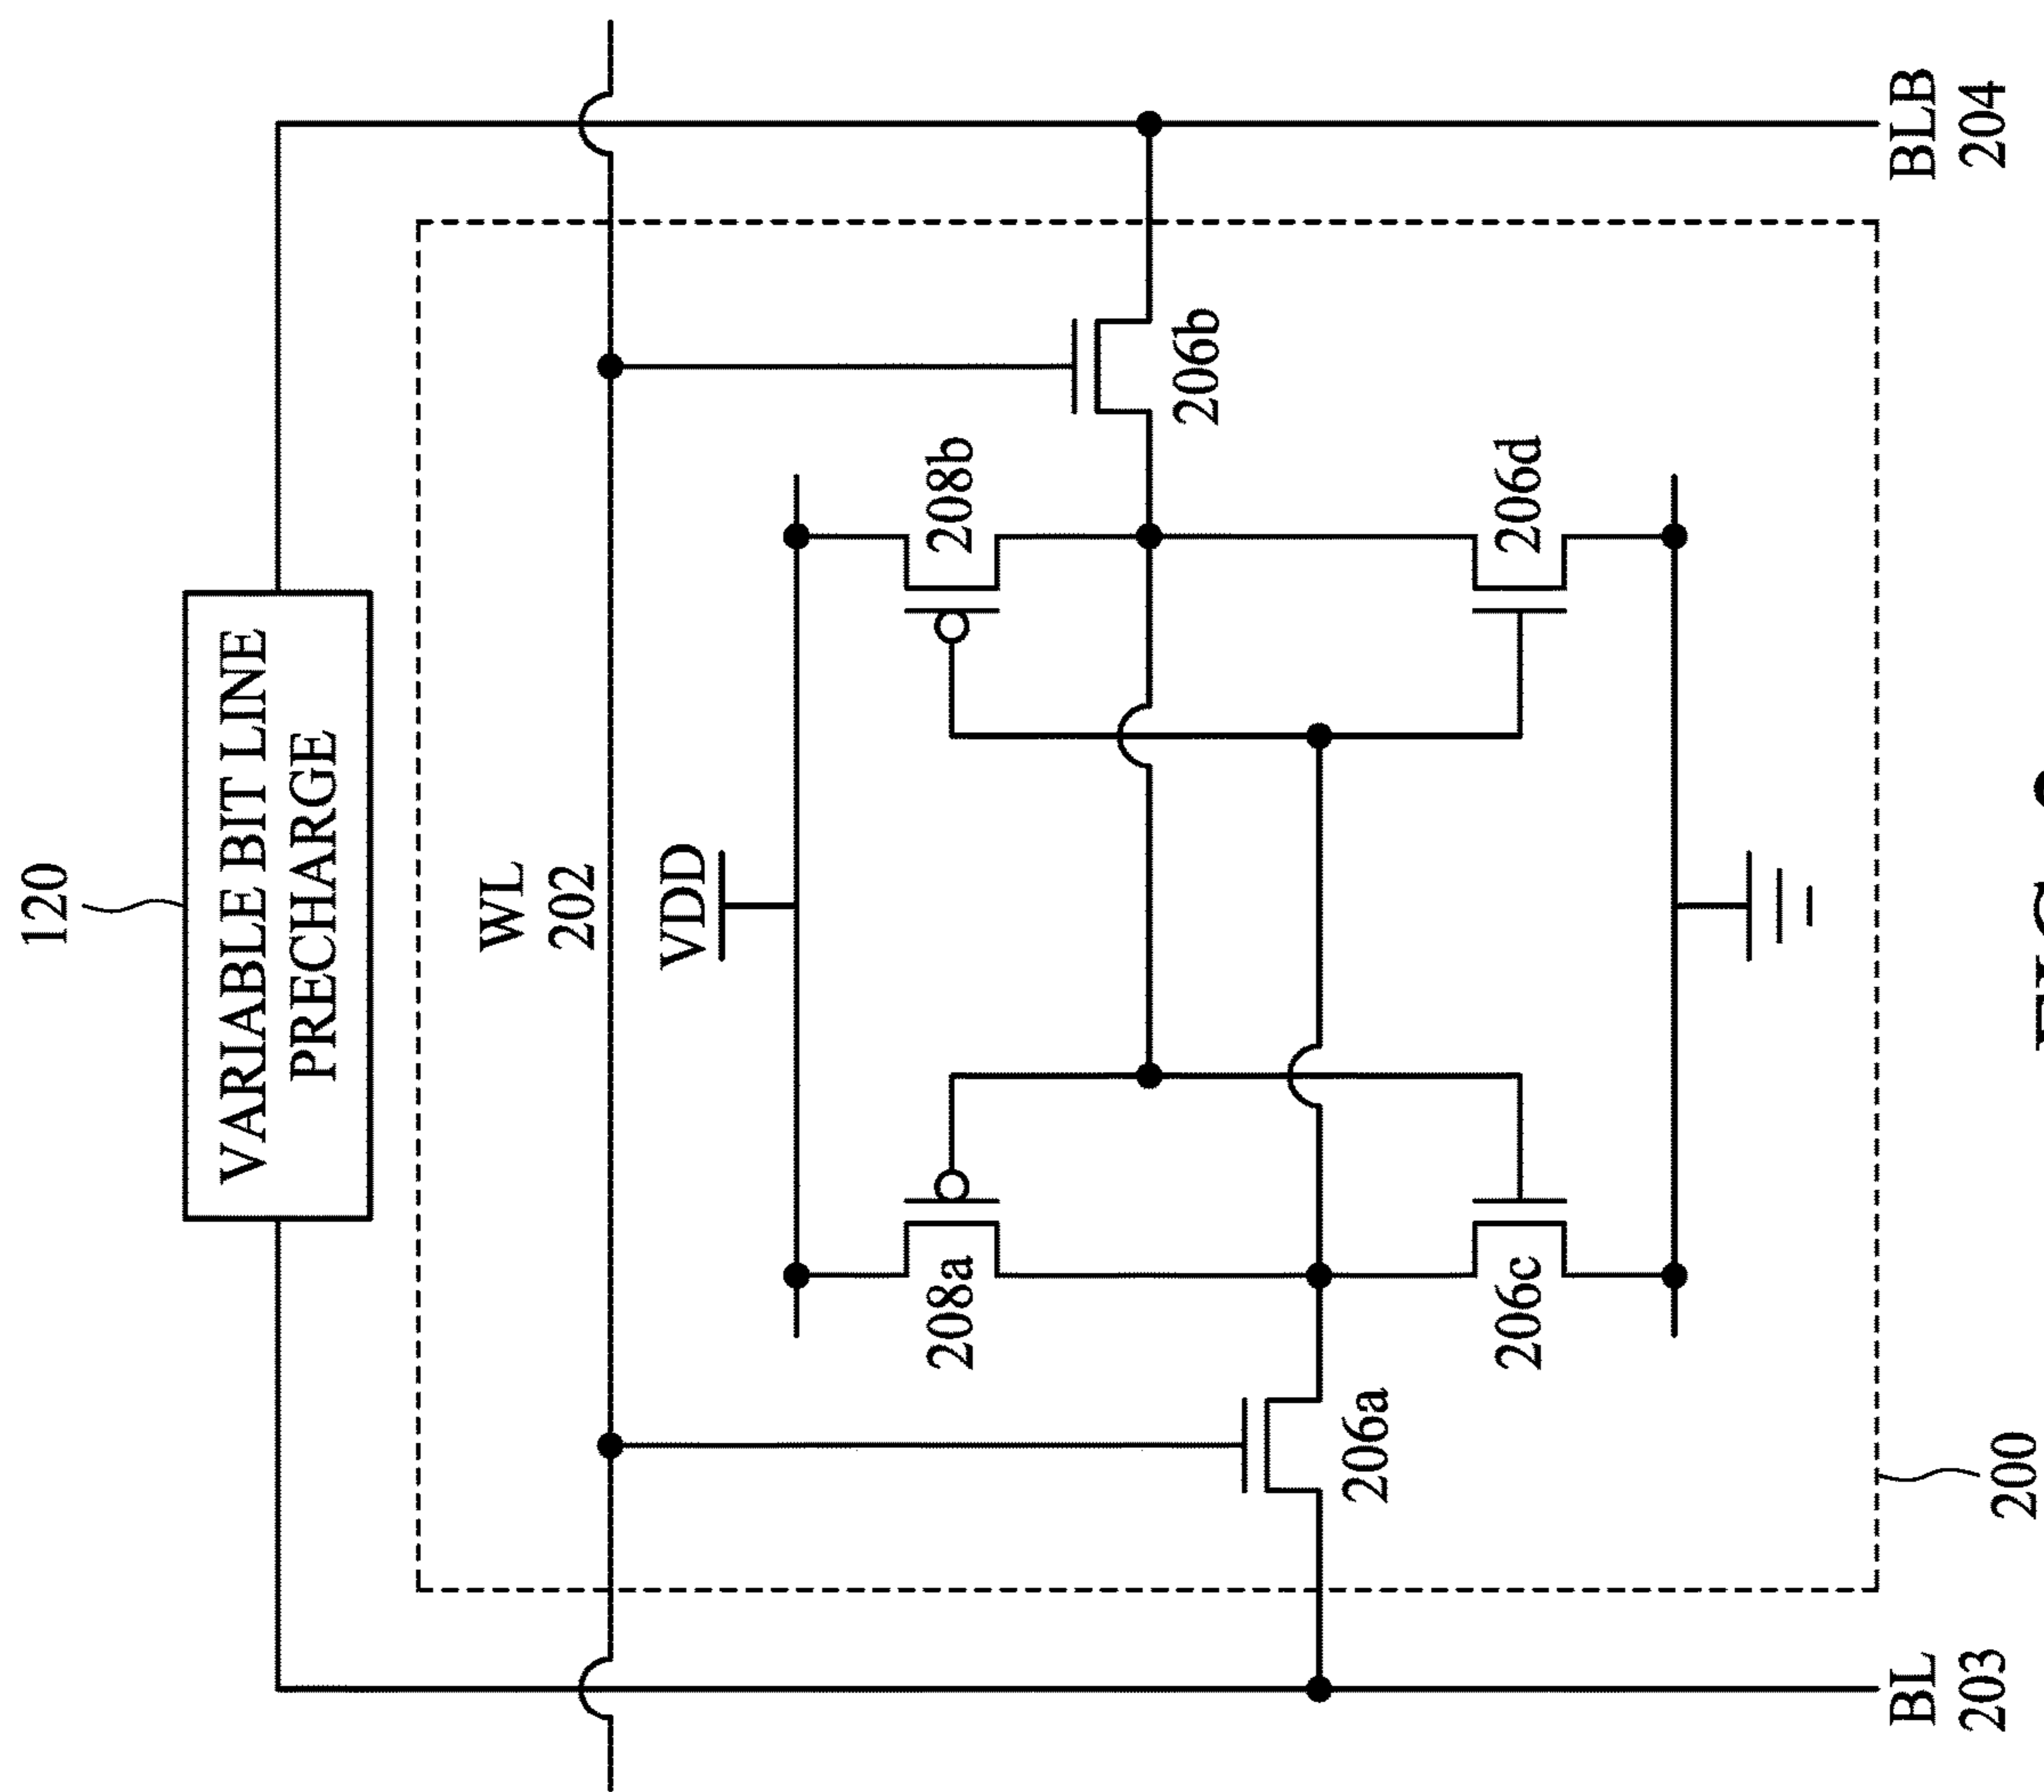 120
VARIABLE BIT LINE
PRECHARGE
WL
202
VDD
208a
208b
206a
206b
206c
206d
BL
203
BLB
204
200